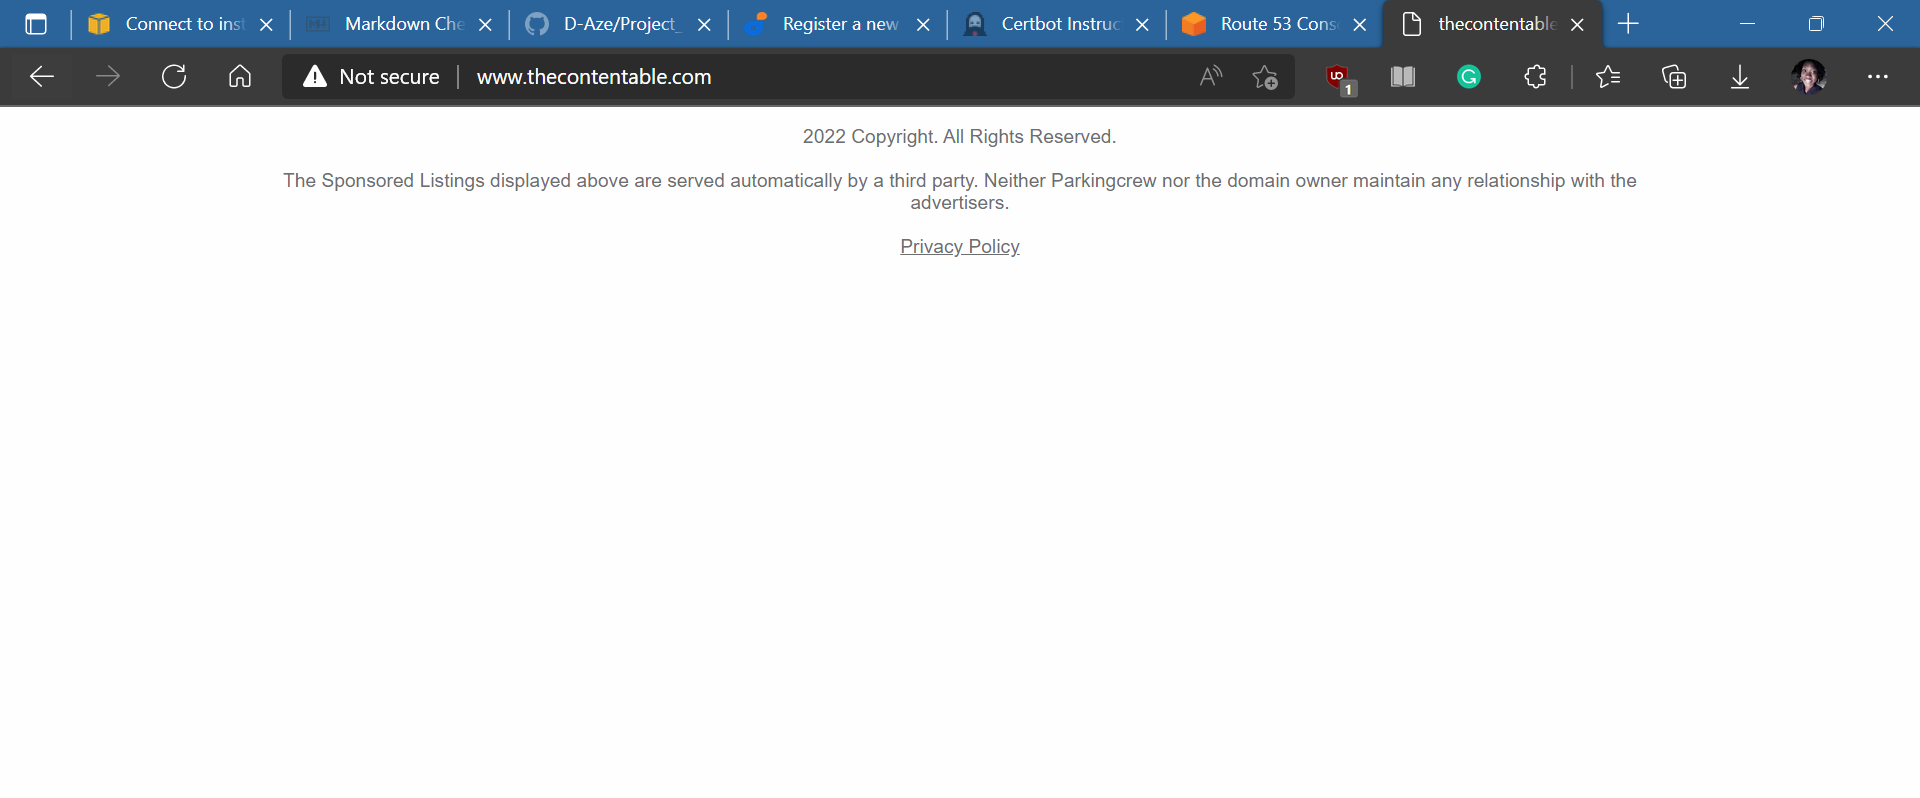 Connect to inst
Markdown Che
D-Aze/Project_
Register a new
Certbot Instruc
Route 53 Cons
thecontentable
Not secure
www.thecontentable.com
1
2022 Copyright. All Rights Reserved.
The Sponsored Listings displayed above are served automatically by a third party. Neither Parkingcrew nor the domain owner maintain any relationship with the
advertisers.
Privacy Policy